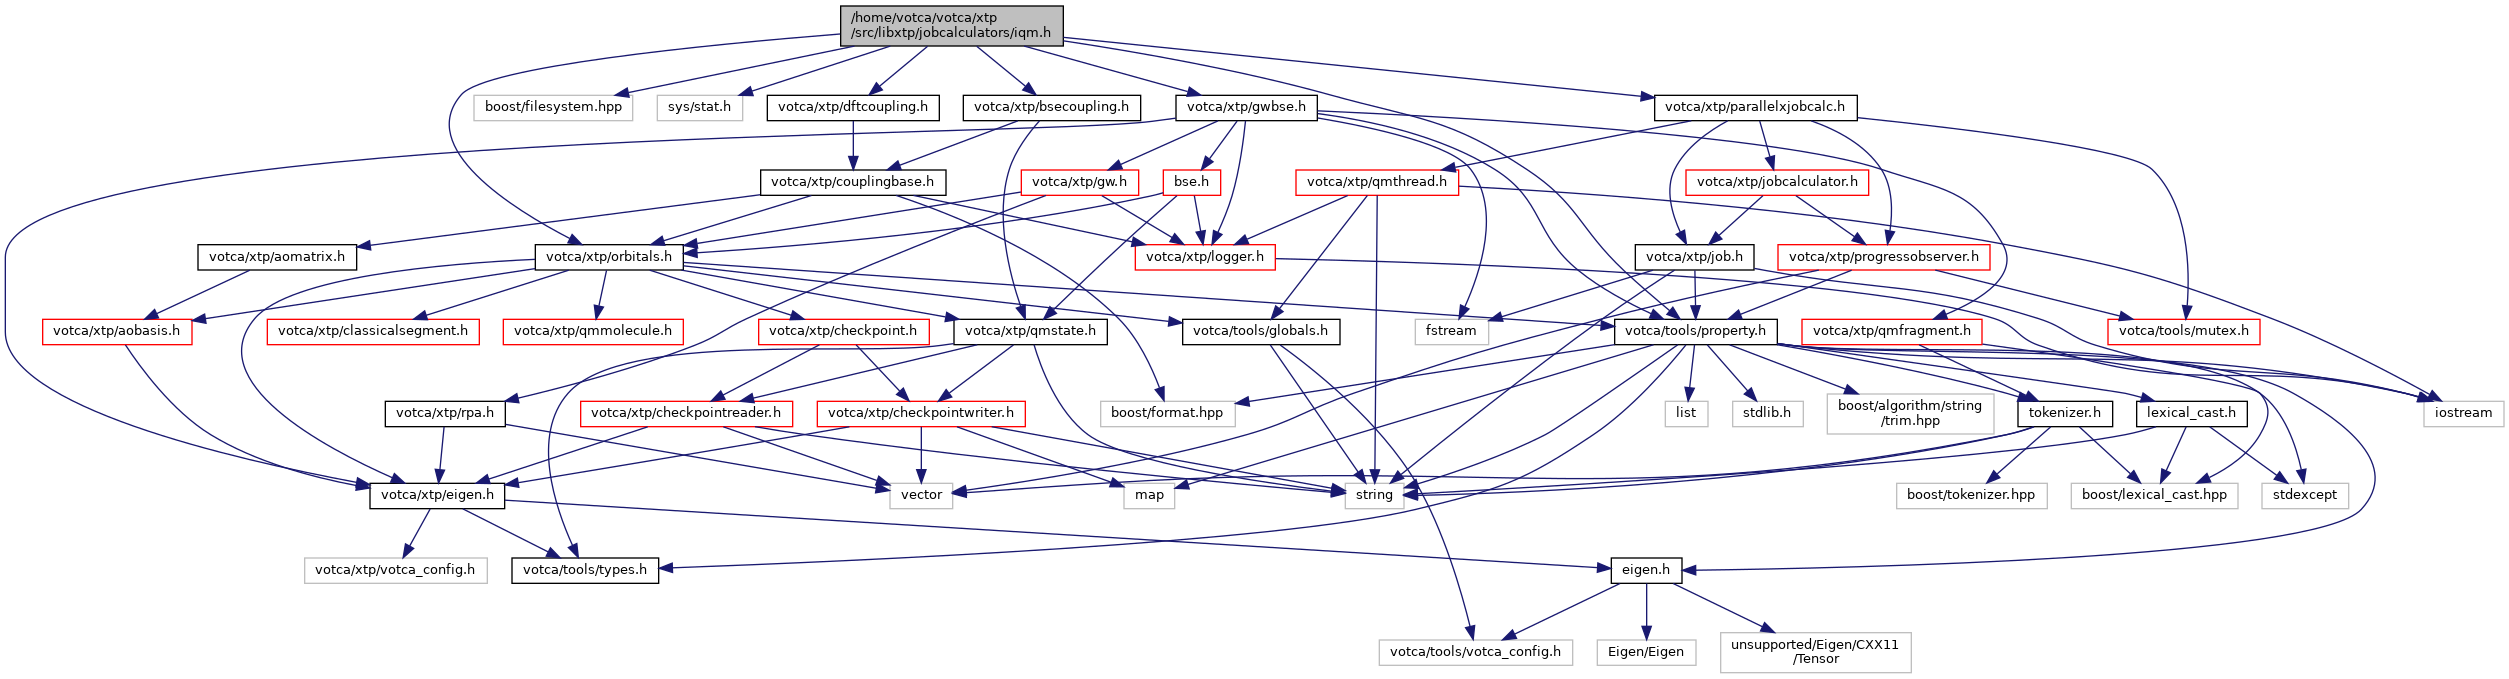 /home/votca/votca/xtp
/src/libxtp/jobcalculators/iqm.h
boost/filesystem.hpp
sys/stat.h
votca/xtp/dftcoupling.h
votca/xtp/bsecoupling.h
votca/xtp/gwbse.h
votca/xtp/parallelxjobcalc.h
votca/xtp/couplingbase.h
votca/xtp/gw.h
bse.h
votca/xtp/qmthread.h
votca/xtp/jobcalculator.h
votca/xtp/aomatrix.h
votca/xtp/orbitals.h
votca/xtp/logger.h
votca/xtp/job.h
votca/xtp/progressobserver.h
votca/xtp/aobasis.h
votca/xtp/classicalsegment.h
votca/xtp/qmmolecule.h
votca/xtp/checkpoint.h
votca/xtp/qmstate.h
votca/tools/globals.h
fstream
votca/tools/property.h
votca/xtp/qmfragment.h
votca/tools/mutex.h
votca/xtp/rpa.h
votca/xtp/checkpointreader.h
votca/xtp/checkpointwriter.h
boost/format.hpp
list
stdlib.h
boost/algorithm/string
/trim.hpp
tokenizer.h
lexical_cast.h
iostream
votca/xtp/eigen.h
vector
map
string
boost/tokenizer.hpp
boost/lexical_cast.hpp
stdexcept
votca/xtp/votca_config.h
votca/tools/types.h
eigen.h
votca/tools/votca_config.h
Eigen/Eigen
unsupported/Eigen/CXX11
/Tensor